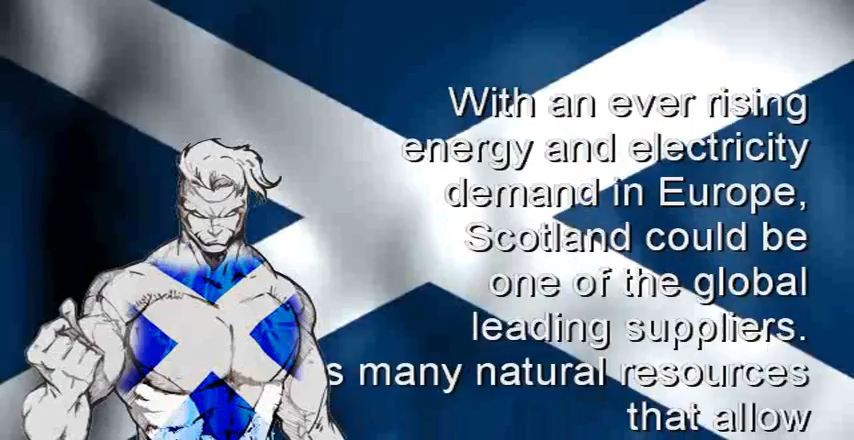 With an ever rising
energy and electricity
demand in Europe,
Scotland could be
one of the global
leading suppliers.
s many natural resources
that allow